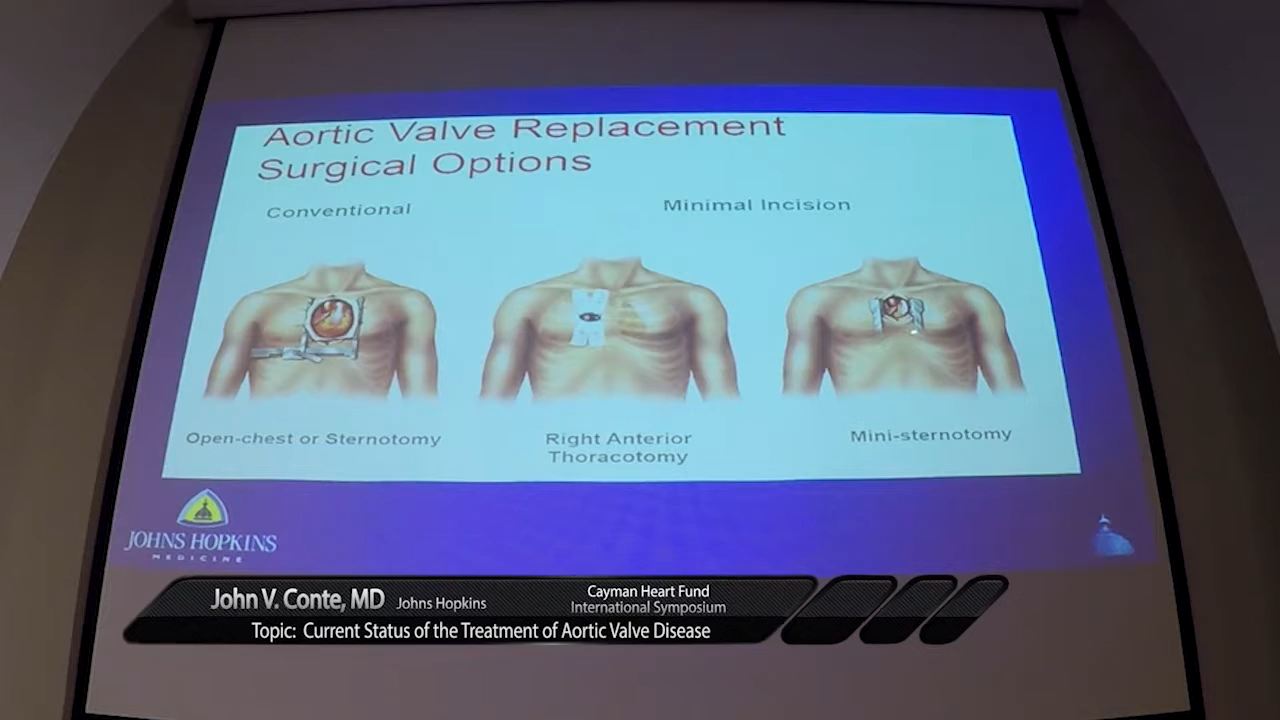 Aortic Valve Replacement
Surgical Options
Conventional
Minimal Incision
Open-chest or Sternotomy
Right Anterior
Thoracotomy
Mini-sternotomy
JOHNS HOPKINS
MEDICINE
John V. Conte, MD Johns Hopkins
Cayman Heart Fund
International Symposium
Topic: Current Status of the Treatment of Aortic Valve Disease